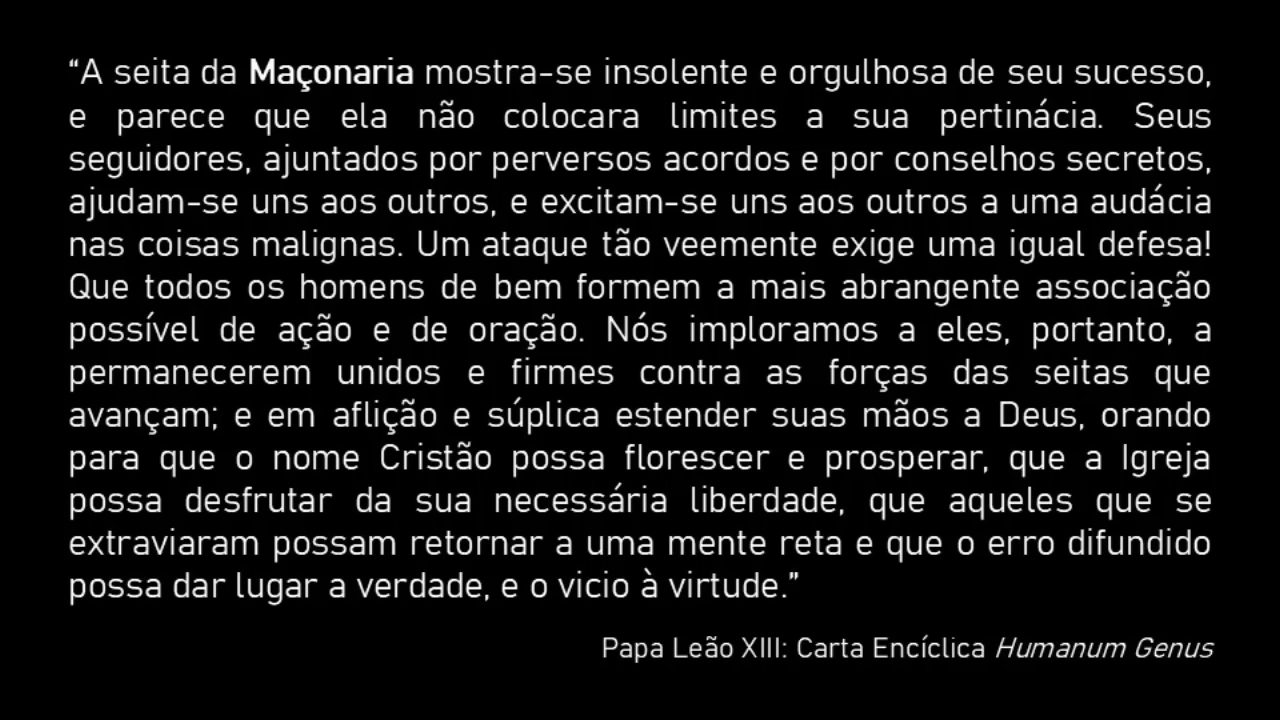 “A seita da Maçonaria mostra-se insolente e orgulhosa de seu sucesso,
e parece que ela não colocara limites a sua pertinácia. Seus
seguidores, ajuntados por perversos acordos e por conselhos secretos,
ajudam-se uns aos outros, e excitam-se uns aos outros a uma audácia
nas coisas malignas. Um ataque tão veemente exige uma igual defesa!
Que todos os homens de bem formem a mais abrangente associação
possível de ação e de oração. Nós imploramos a eles, portanto, a
permanecerem unidos e firmes contra as forças das seitas que
avançam; e em aflição e súplica estender suas mãos a Deus, orando
para que o nome Cristão possa florescer e prosperar, que a Igreja
possa desfrutar da sua necessária liberdade, que aqueles que se
extraviaram possam retornar a uma mente reta e que o erro difundido
possa dar lugar a verdade, e o vicio à virtude.”
Papa Leão XIII: Carta Encíclica Humanum Genus